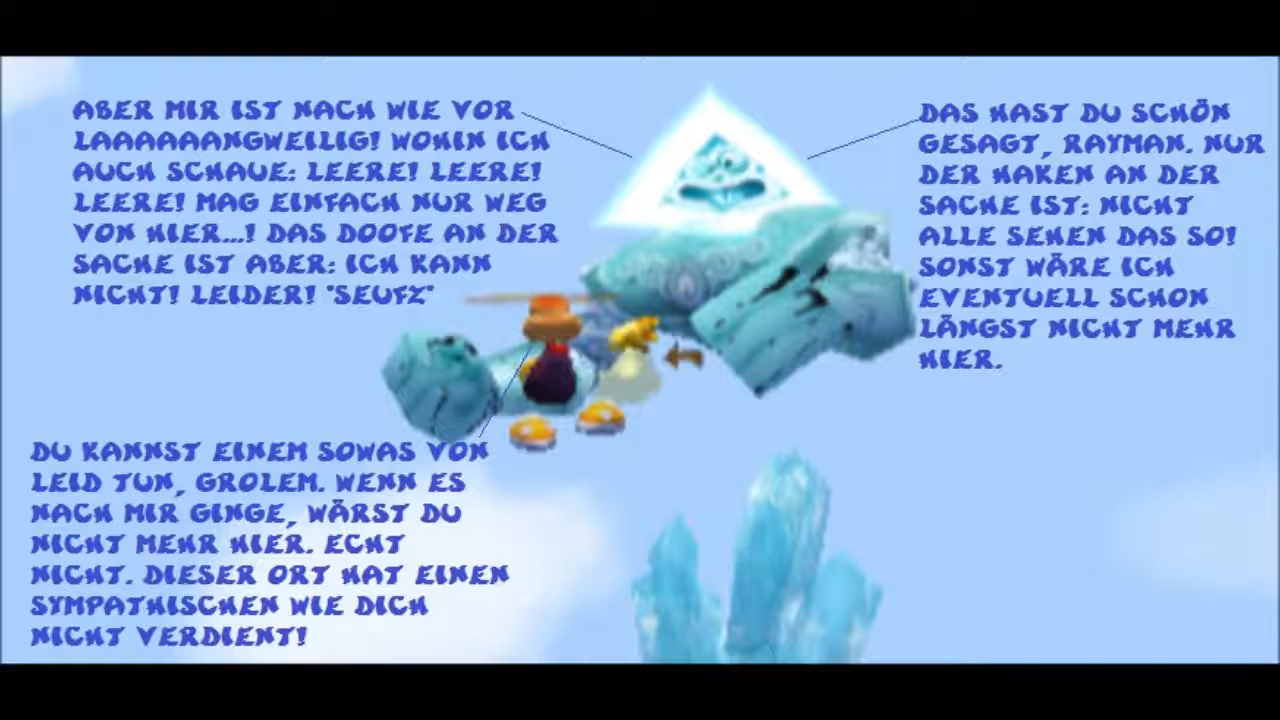 ABER MIR IST NACH WIE VOR
LAAAAAANGWEILIG! WOHIN ICH
AUCH SCHAUE: LEERE! LEERE!
LEERE! MAG EINFACH NUR WEG
VON HIER...! DAS DOOFE AN DER
SACHE IST ABER: ICH KANN
NICHT! LEIDER! *SEUFZ*
DU KANNST EINEM SOWAS VON
LEID TUN, GROLEM. WENN ES
NACH MIR GINGE, WÄRST DU
NICHT MEHR HIER. ECHT
NICHT. DIESER ORT HAT EINEN
SYMPATHISCHEN WIE DICH
NICHT VERDIENT!
DAS HAST DU SCHÖN
GESAGT, RAYMAN. NUR
DER HAKEN AN DER
SACHE IST: NICHT
ALLE SEHEN DAS SO!
SONST WÄRE ICH
EVENTUELL SCHON
LÄNGST NICHT MEHR
HIER.